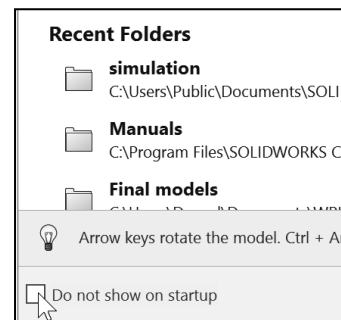 Recent Folders
simulation
C:\Users\Public\Documents\SOLI
Manuals
C:\Program Files\SOLIDWORKS C
Final models
Arrow keys rotate the model. Ctrl + A
Do not show on startup